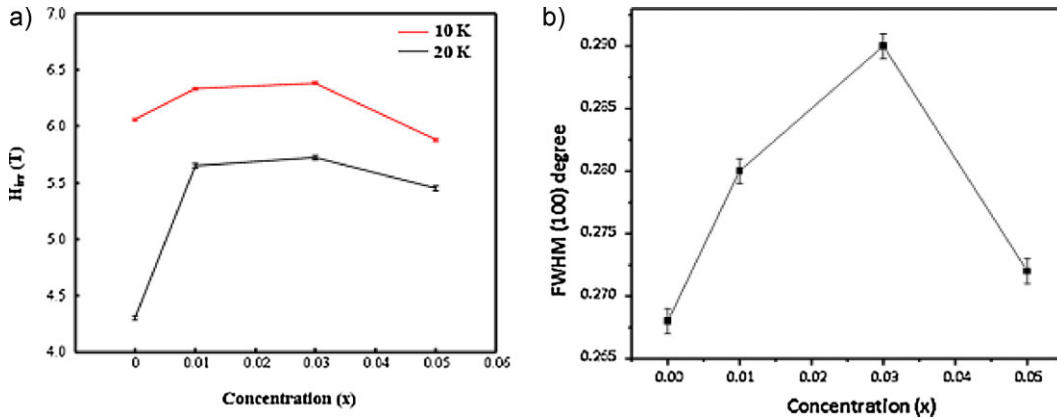 a)
7.0
6.5
6.0
5.5
5.0
4.5
4.0
H_irr (T)
10 K
20 K
0 0.01 0.02 0.03 0.04 0.05 0.06
Concentration (x)
b)
0.290
0.285
0.280
0.275
0.270
0.265
FWHM (100) degree
0.00 0.01 0.02 0.03 0.04 0.05
Concentration (x)